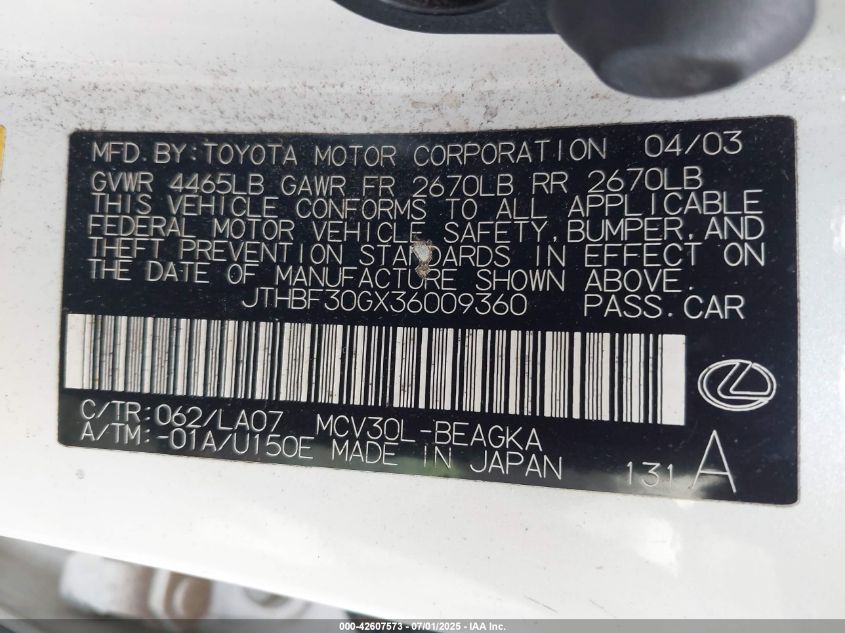 MFD. BY: TOYOTA MOTOR CORPORATION 04/03
GVWR 4465LB GAWR FR 2670LB RR 2670LB
THIS VEHICLE CONFORMS TO ALL APPLICABLE
FEDERAL MOTOR VEHICLE SAFETY, BUMPER, AND
THEFT PREVENTION STANDARDS IN EFFECT ON
THE DATE OF MANUFACTURE SHOWN ABOVE.
JTHBF30GX36009360 PASS. CAR
C/TR: 062/LA07 MCV30L-BEAGKA
A/TM: -01A/U150E MADE IN JAPAN 131 A
000-42607573 - 07/01/2025 - IAA Inc.